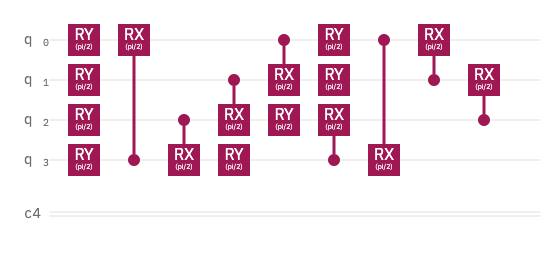 q 0 RY (pi/2) RX (pi/2) RY (pi/2) RX (pi/2)
q 1 RY (pi/2) RX (pi/2) RY (pi/2) RX (pi/2)
q 2 RY (pi/2) RX (pi/2) RY (pi/2) RX (pi/2)
q 3 RY (pi/2) RX (pi/2) RY (pi/2) RX (pi/2)
c4